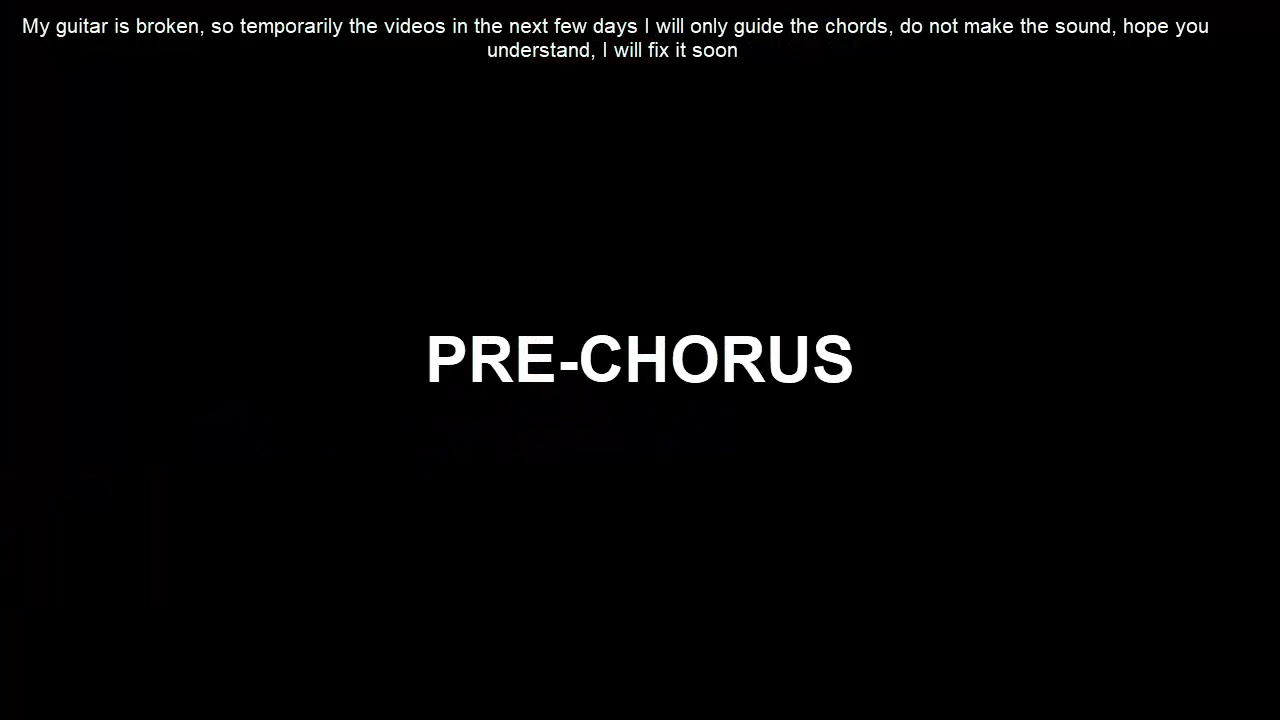 My guitar is broken, so temporarily the videos in the next few days I will only guide the chords, do not make the sound, hope you
understand, I will fix it soon
PRE-CHORUS